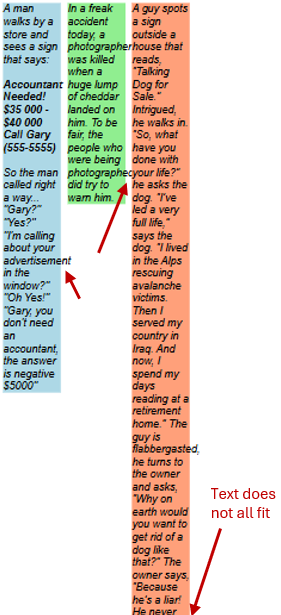 A man
walks by a
store and
sees a sign
that says:
Accountant
Needed!
$35 000 -
$40 000
Call Gary
(555-5555)
So the man
called right
a way...
"Gary?"
"Yes?"
"I'm calling
about your
advertisement
in the
window?"
"Oh Yes!"
"Gary, you
don't need
an
accountant,
the answer
is negative
$5000"
In a freak
accident
today, a
photographer
was killed
when a
huge lump
of cheddar
landed on
him. To be
fair, the
people who
were being
photographed
did try to
warn him.
A guy spots
a sign
outside a
house that
reads,
"Talking
Dog for
Sale."
Intrigued,
he walks in.
"So, what
have you
done with
your life?"
he asks the
dog. "I've
led a very
full life,"
says the
dog. "I lived
in the Alps
rescuing
avalanche
victims.
Then I
served my
country in
Iraq. And
now, I
spend my
days
reading at a
retirement
home." The
guy is
flabbergasted,
he turns to
the owner
and asks,
"Why on
earth would
you want to
get rid of a
dog like
that?" The
owner says,
"Because
he's a liar!
He never
Text does
not all fit